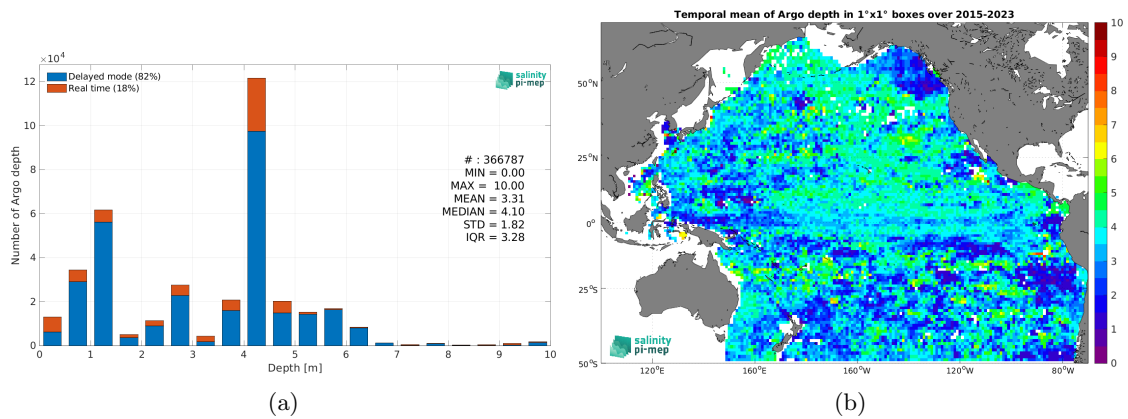 ×10⁴
12
10
8
6
4
2
0
Number of Argo depth
Delayed mode (82%)
Real time (18%)
salinity
pi-mep
# : 366787
MIN = 0.00
MAX = 10.00
MEAN = 3.31
MEDIAN = 4.10
STD = 1.82
IQR = 3.28
0 1 2 3 4 5 6 7 8 9 10
Depth [m]
(a)
Temporal mean of Argo depth in 1°x1° boxes over 2015-2023
50°N
25°N
0°
25°S
50°S
120°E
160°E
160°W
120°W
80°W
salinity
pi-mep
10
9
8
7
6
5
4
3
2
1
0
(b)